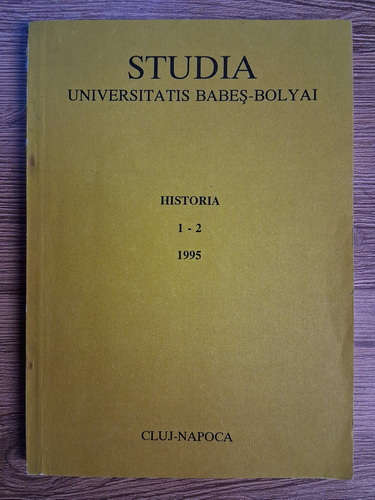 STUDIA
UNIVERSITATIS BABEŞ-BOLYAI
HISTORIA
1 - 2
1995
CLUJ-NAPOCA